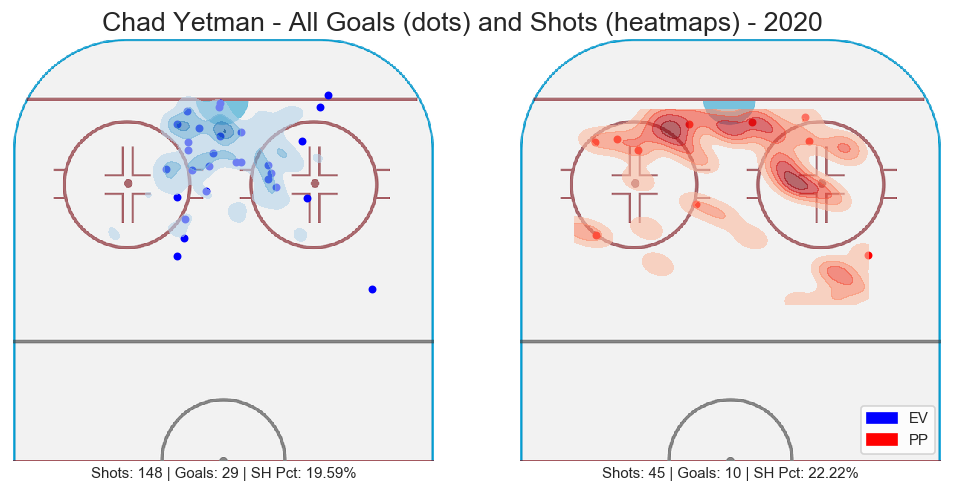 Chad Yetman - All Goals (dots) and Shots (heatmaps) - 2020
EV
PP
Shots: 148 | Goals: 29 | SH Pct: 19.59%
Shots: 45 | Goals: 10 | SH Pct: 22.22%